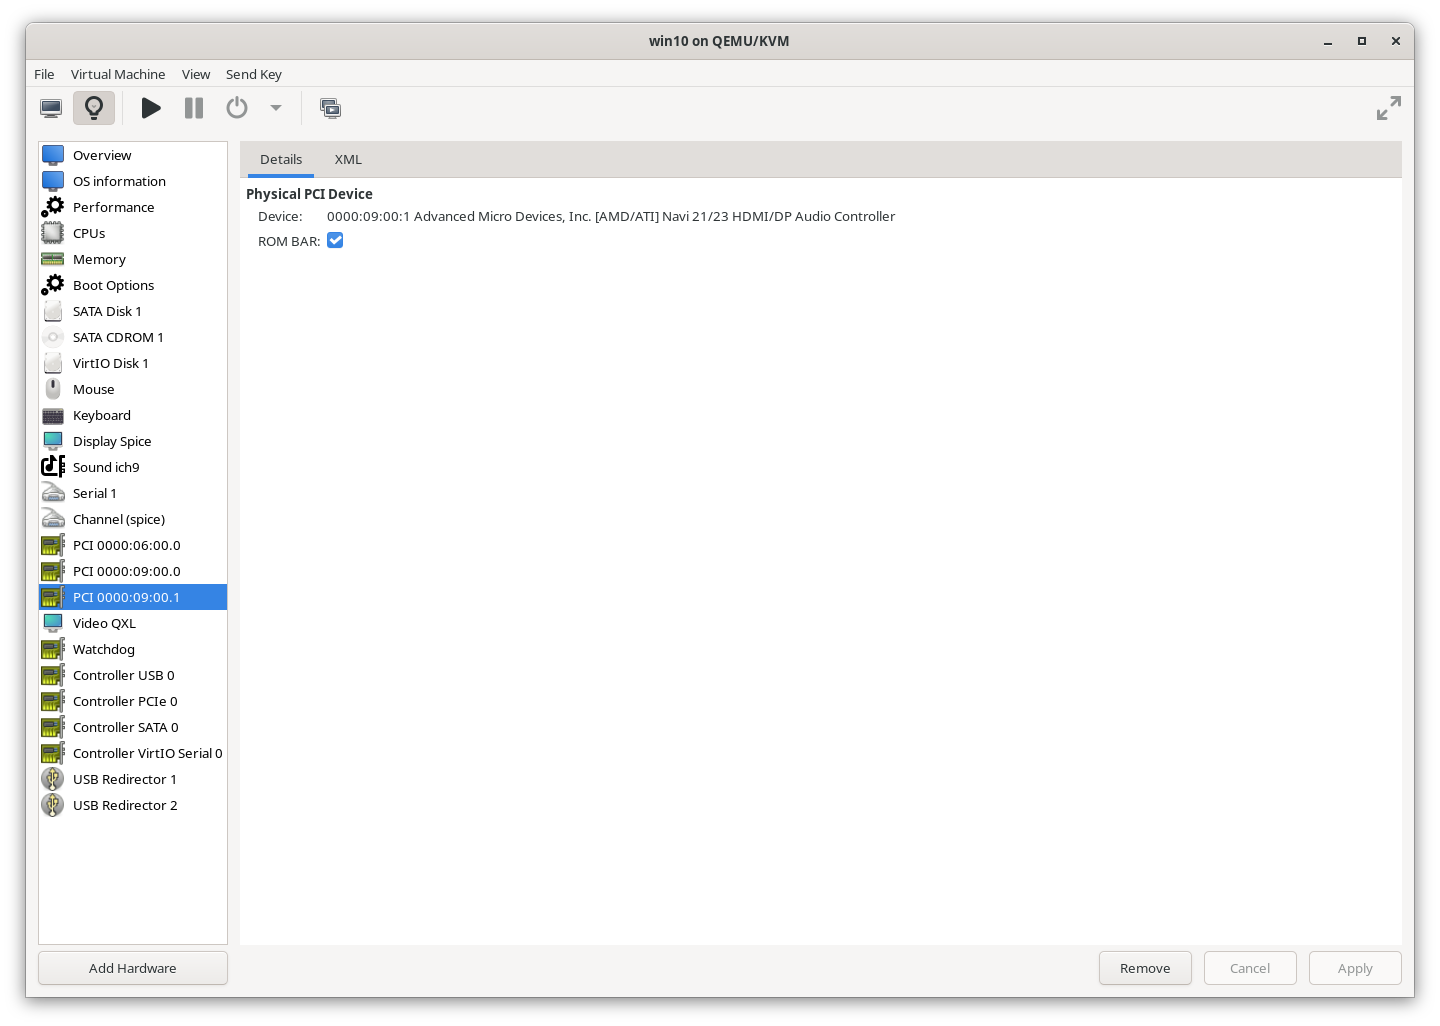 win10 on QEMU/KVM
File Virtual Machine View Send Key
Details XML
Overview
OS information
Performance
CPUs
Memory
Boot Options
SATA Disk 1
SATA CDROM 1
VirtIO Disk 1
Mouse
Keyboard
Display Spice
Sound ich9
Serial 1
Channel (spice)
PCI 0000:06:00.0
PCI 0000:09:00.0
PCI 0000:09:00.1
Video QXL
Watchdog
Controller USB 0
Controller PCIe 0
Controller SATA 0
Controller VirtIO Serial 0
USB Redirector 1
USB Redirector 2
Physical PCI Device
Device: 0000:09:00:1 Advanced Micro Devices, Inc. [AMD/ATI] Navi 21/23 HDMI/DP Audio Controller
ROM BAR:
Add Hardware
Remove Cancel Apply